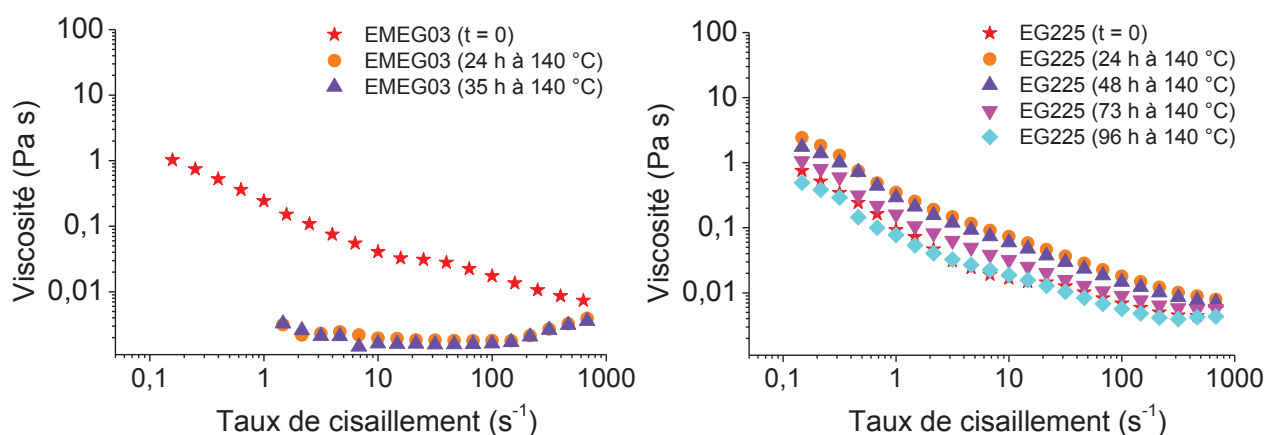 100
10
1
0,1
0,01
Viscosité (Pa s)
EMEG03 (t = 0)
EMEG03 (24 h à 140 °C)
EMEG03 (35 h à 140 °C)
0,1 1 10 100 1000
Taux de cisaillement (s⁻¹)
100
10
1
0,1
0,01
Viscosité (Pa s)
EG225 (t = 0)
EG225 (24 h à 140 °C)
EG225 (48 h à 140 °C)
EG225 (73 h à 140 °C)
EG225 (96 h à 140 °C)
0,1 1 10 100 1000
Taux de cisaillement (s⁻¹)